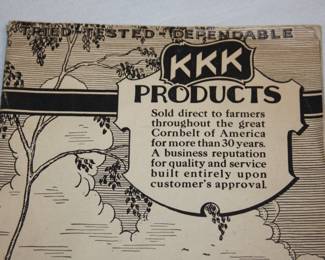 TRIED-TESTED-DEPENDABLE
KKK
PRODUCTS
Sold direct to farmers
throughout the great
Cornbelt of America
for more than 30 years.
A business reputation
for quality and service
built entirely upon
customer's approval.